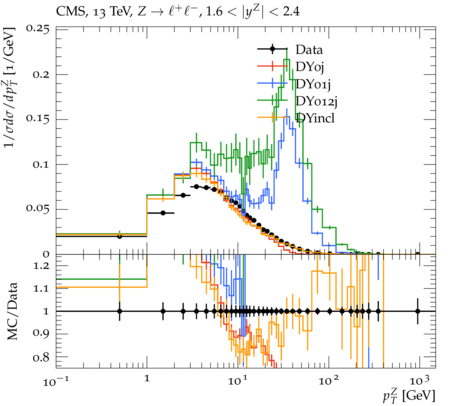 CMS, 13 TeV, Z → ℓ⁺ℓ⁻, 1.6 < |y^Z| < 2.4
1/σdσ/dp_T^Z [1/GeV]
0.25
0.2
0.15
0.1
0.05
0
Data
DY0j
DY01j
DY012j
DYincl
MC/Data
1.2
1.1
1
0.9
0.8
10⁻¹
1
10¹
10²
10³
p_T^Z [GeV]